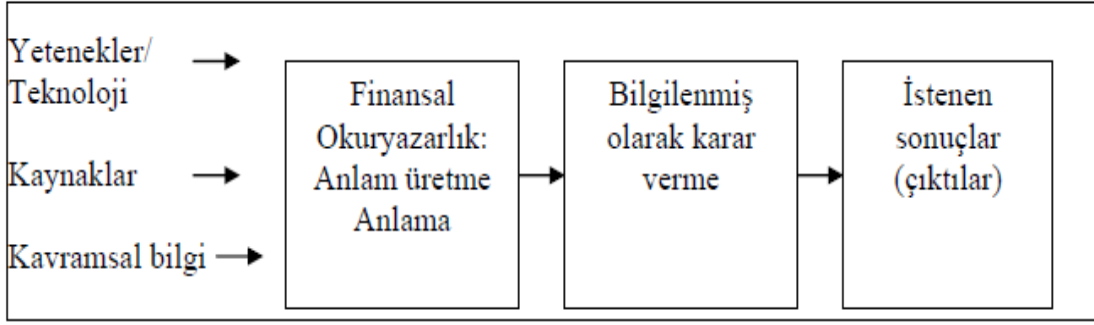 Yetenekler/
Teknoloji
Kaynaklar
Kavramsal bilgi
Finansal
Okuryazarlık:
Anlam üretme
Anlama
Bilgilenmiş
olarak karar
verme
İstenen
sonuçlar
(çıktılar)